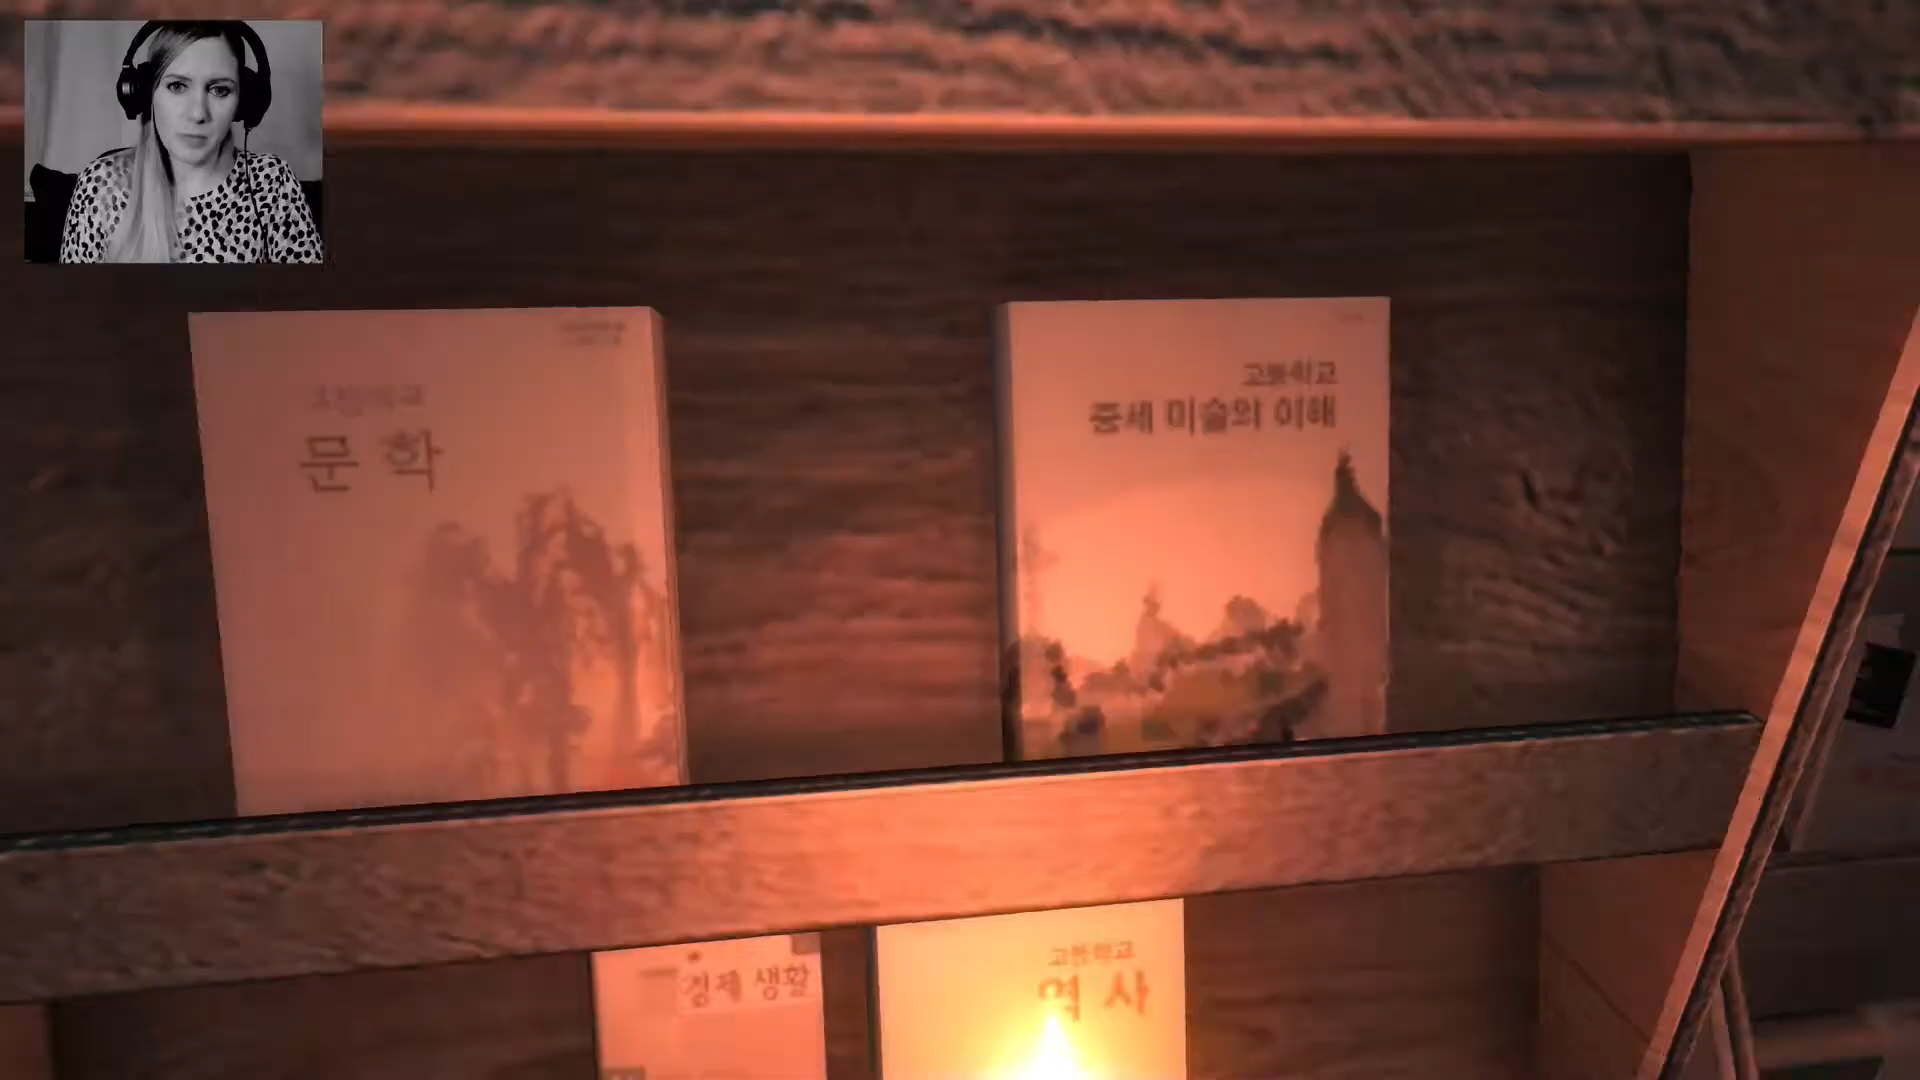 문학
고등학교
중세 미술의 이해
경제 생활
고등학교
역사